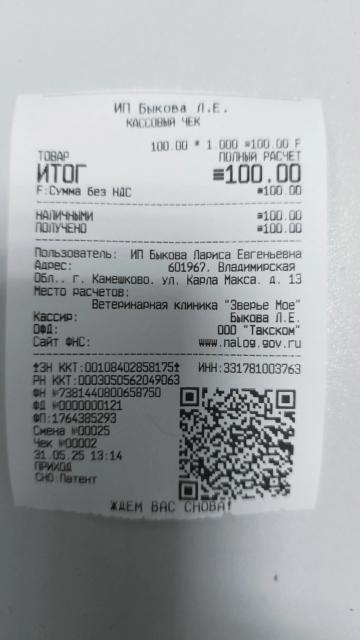 ИП Быкова Л.Е.
КАССОВЫЙ ЧЕК
100.00 * 1.000 =100.00 F
ТОВАР ПОЛНЫЙ РАСЧЕТ
ИТОГ =100.00
F:Сумма без НДС =100.00
НАЛИЧНЫМИ =100.00
ПОЛУЧЕНО =100.00
Пользователь: ИП Быкова Лариса Евгеньевна
Адрес: 601967, Владимирская
Обл., г. Камешково, ул. Карла Макса, д. 13
Место расчетов:
Ветеринарная клиника "Зверье Мое"
Кассир: Быкова Л.Е.
ОФД: ООО "Такском"
Сайт ФНС: www.nalog.gov.ru
ЗН ККТ:00108402858175 ИНН:331781003763
РН ККТ:0003050562049063
ФН №7381440800658750
ФД №0000000121
ФП:1764385293
Смена №00025
Чек №00002
31.05.25 13:14
ПРИХОД
СНО:Патент
ЖДЕМ ВАС СНОВА!